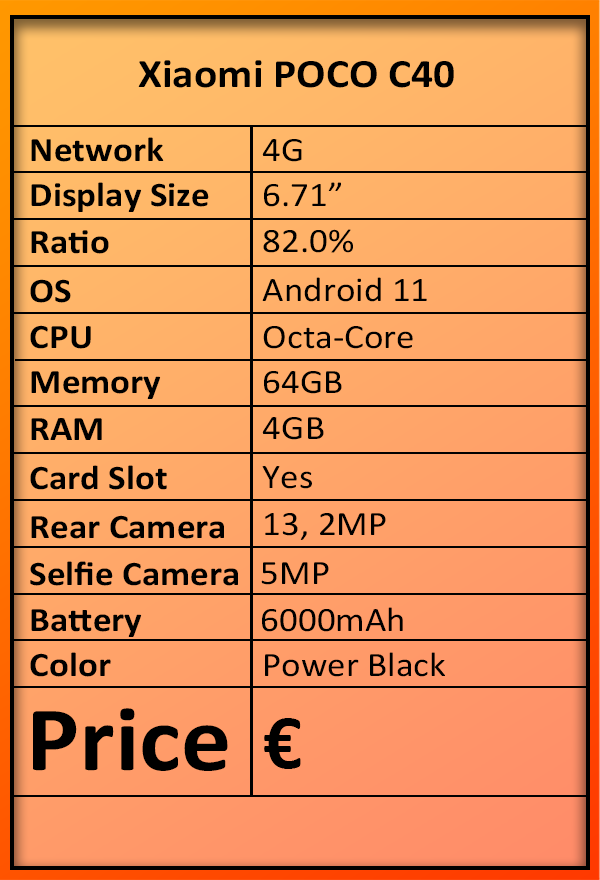 Xiaomi POCO C40
Network 4G
Display Size 6.71”
Ratio 82.0%
OS Android 11
CPU Octa-Core
Memory 64GB
RAM 4GB
Card Slot Yes
Rear Camera 13, 2MP
Selfie Camera 5MP
Battery 6000mAh
Color Power Black
Price €